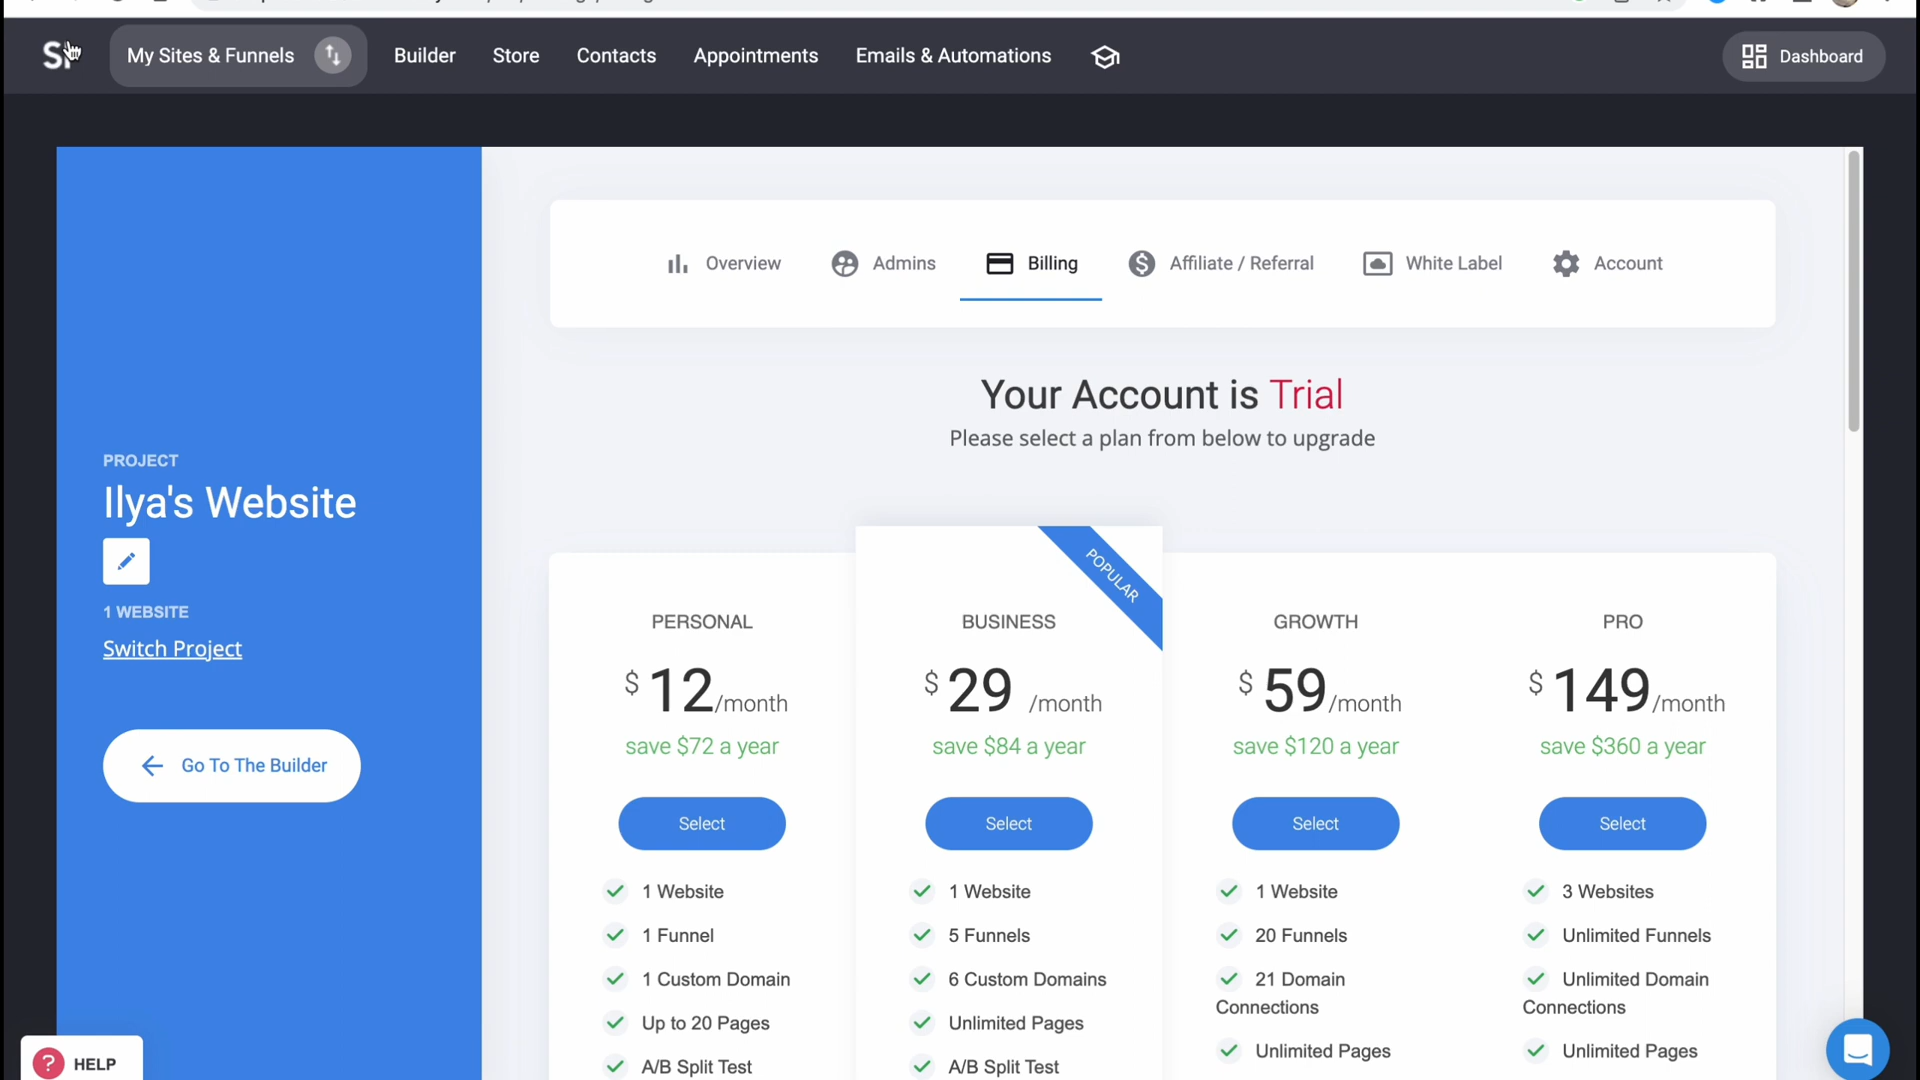 My Sites & Funnels
Builder
Store
Contacts
Appointments
Emails & Automations
Dashboard
Overview
Admins
Billing
Affiliate / Referral
White Label
Account
Your Account is Trial
Please select a plan from below to upgrade
PROJECT
Ilya's Website
1 WEBSITE
Switch Project
Go To The Builder
? HELP
PERSONAL
$ 12/month
save $72 a year
Select
1 Website
1 Funnel
1 Custom Domain
Up to 20 Pages
A/B Split Test
POPULAR
BUSINESS
$ 29 /month
save $84 a year
Select
1 Website
5 Funnels
6 Custom Domains
Unlimited Pages
A/B Split Test
GROWTH
$ 59/month
save $120 a year
Select
1 Website
20 Funnels
21 Domain
Connections
Unlimited Pages
PRO
$ 149/month
save $360 a year
Select
3 Websites
Unlimited Funnels
Unlimited Domain
Connections
Unlimited Pages